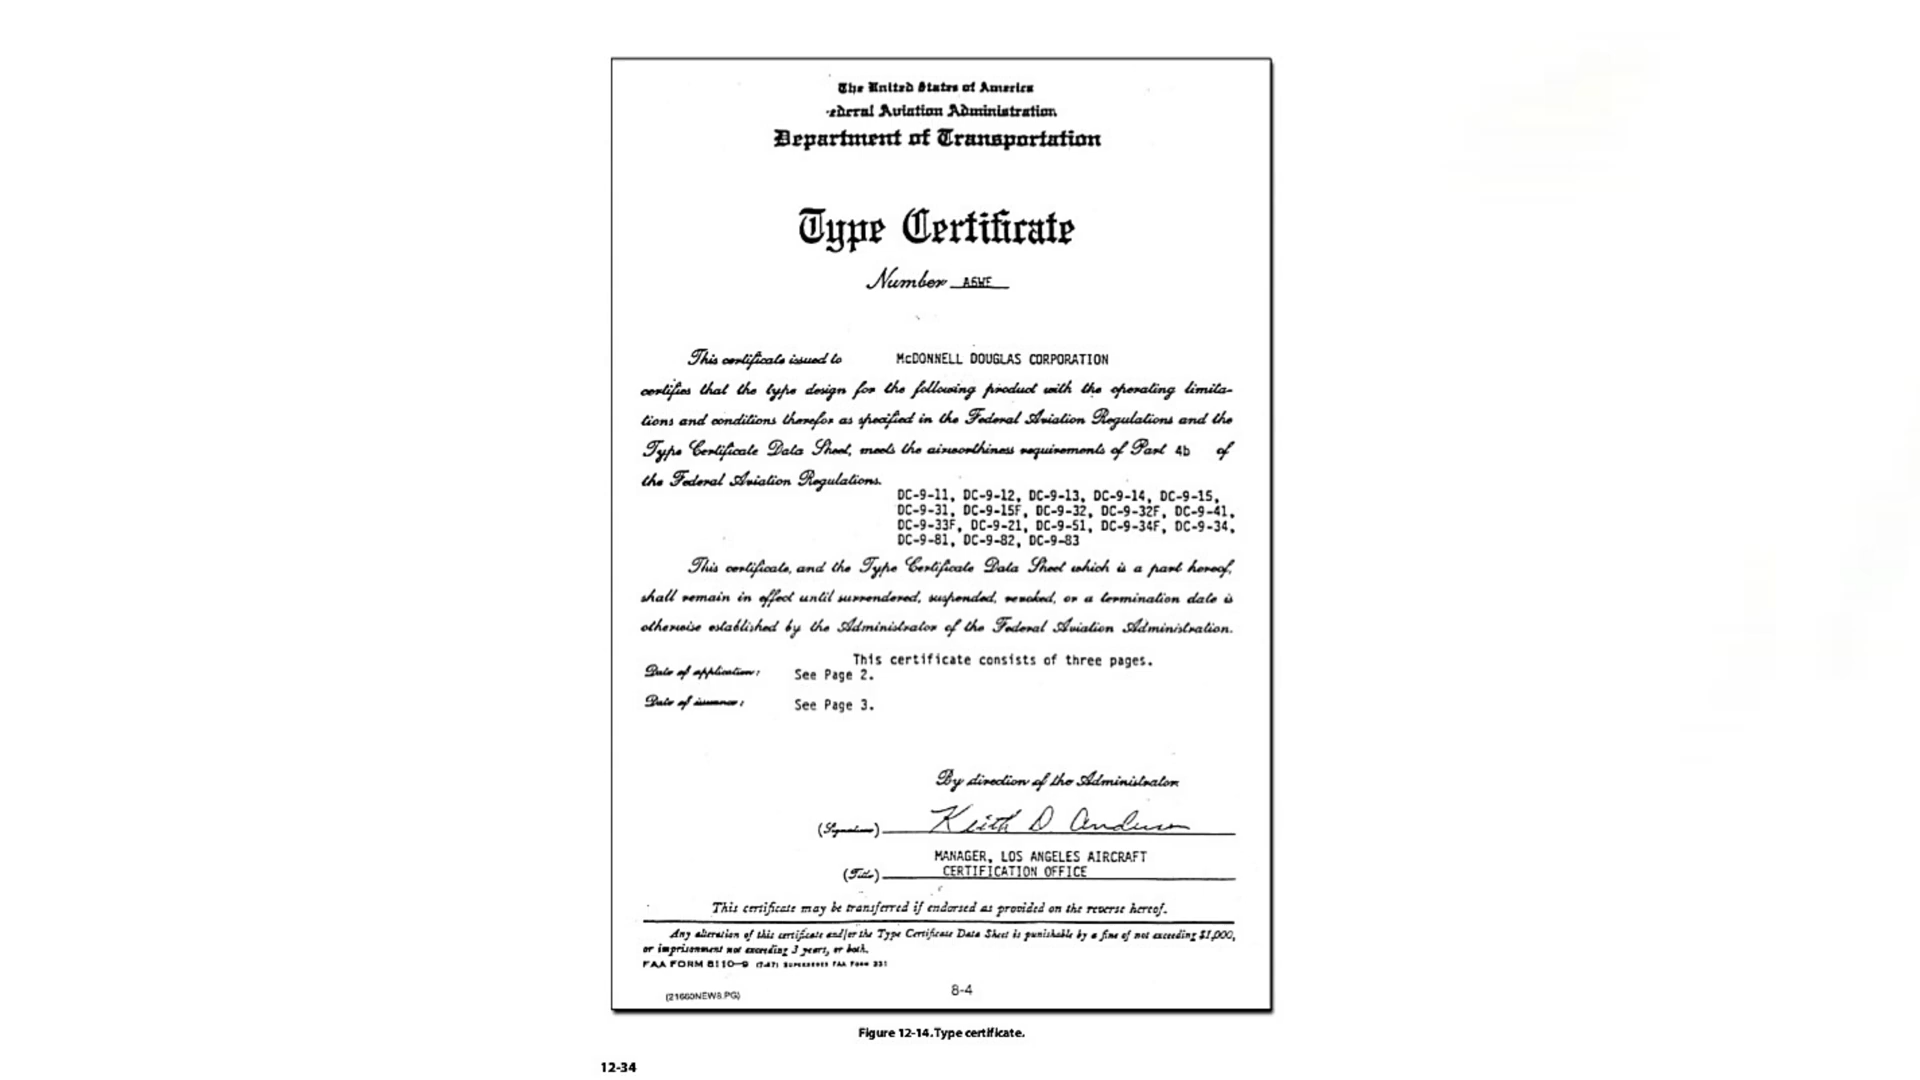 The United States of America
ederal Aviation Administration
Department of Transportation
Type Certificate
Number A6WE
This certificate issued to McDONNELL DOUGLAS CORPORATION
certifies that the type design for the following product with the operating limita-
tions and conditions therefor as specified in the Federal Aviation Regulations and the
Type Certificate Data Sheet, meets the airworthiness requirements of Part 4b of
the Federal Aviation Regulations.
DC-9-11, DC-9-12, DC-9-13, DC-9-14, DC-9-15,
DC-9-31, DC-9-15F, DC-9-32, DC-9-32F, DC-9-41,
DC-9-33F, DC-9-21, DC-9-51, DC-9-34F, DC-9-34,
DC-9-81, DC-9-82, DC-9-83
This certificate, and the Type Certificate Data Sheet which is a part hereof,
shall remain in effect until surrendered, suspended, revoked, or a termination date is
otherwise established by the Administrator of the Federal Aviation Administration.
This certificate consists of three pages.
Date of application: See Page 2.
Date of issuance: See Page 3.
By direction of the Administrator
(Signature) Keith D Anderson
MANAGER, LOS ANGELES AIRCRAFT
(Title) CERTIFICATION OFFICE
This certificate may be transferred if endorsed as provided on the reverse hereof.
Any alteration of this certificate and/or the Type Certificate Data Sheet is punishable by a fine of not exceeding $1,000,
or imprisonment not exceeding 3 years, or both.
FAA FORM 8110-9 (7-67) SUPERSEDES FAA FORM 331
(21660NEW8.PG)
8-4
Figure 12-14. Type certificate.
12-34